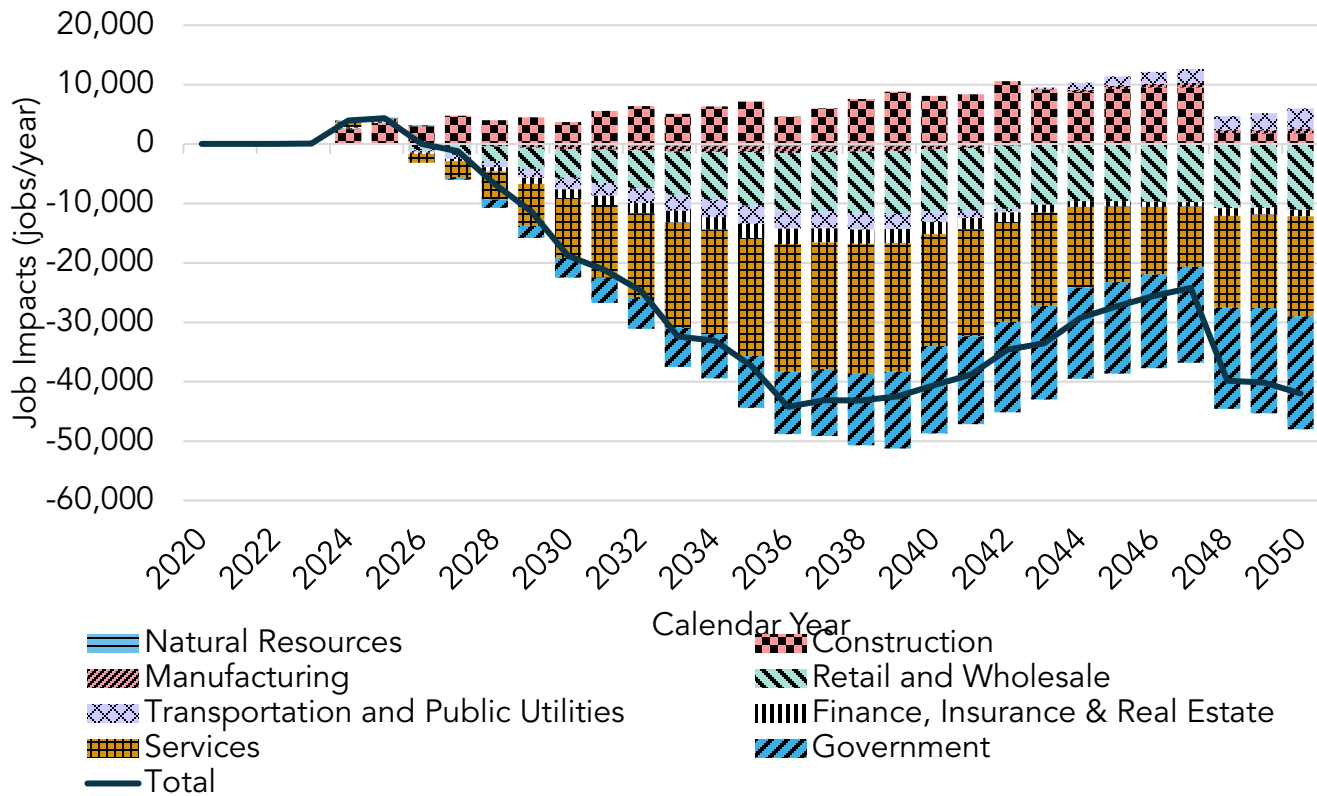 20,000
10,000
0
-10,000
-20,000
-30,000
-40,000
-50,000
-60,000
Job Impacts (jobs/year)
2020 2022 2024 2026 2028 2030 2032 2034 2036 2038 2040 2042 2044 2046 2048 2050
Calendar Year
Natural Resources Construction
Manufacturing Retail and Wholesale
Transportation and Public Utilities Finance, Insurance & Real Estate
Services Government
Total